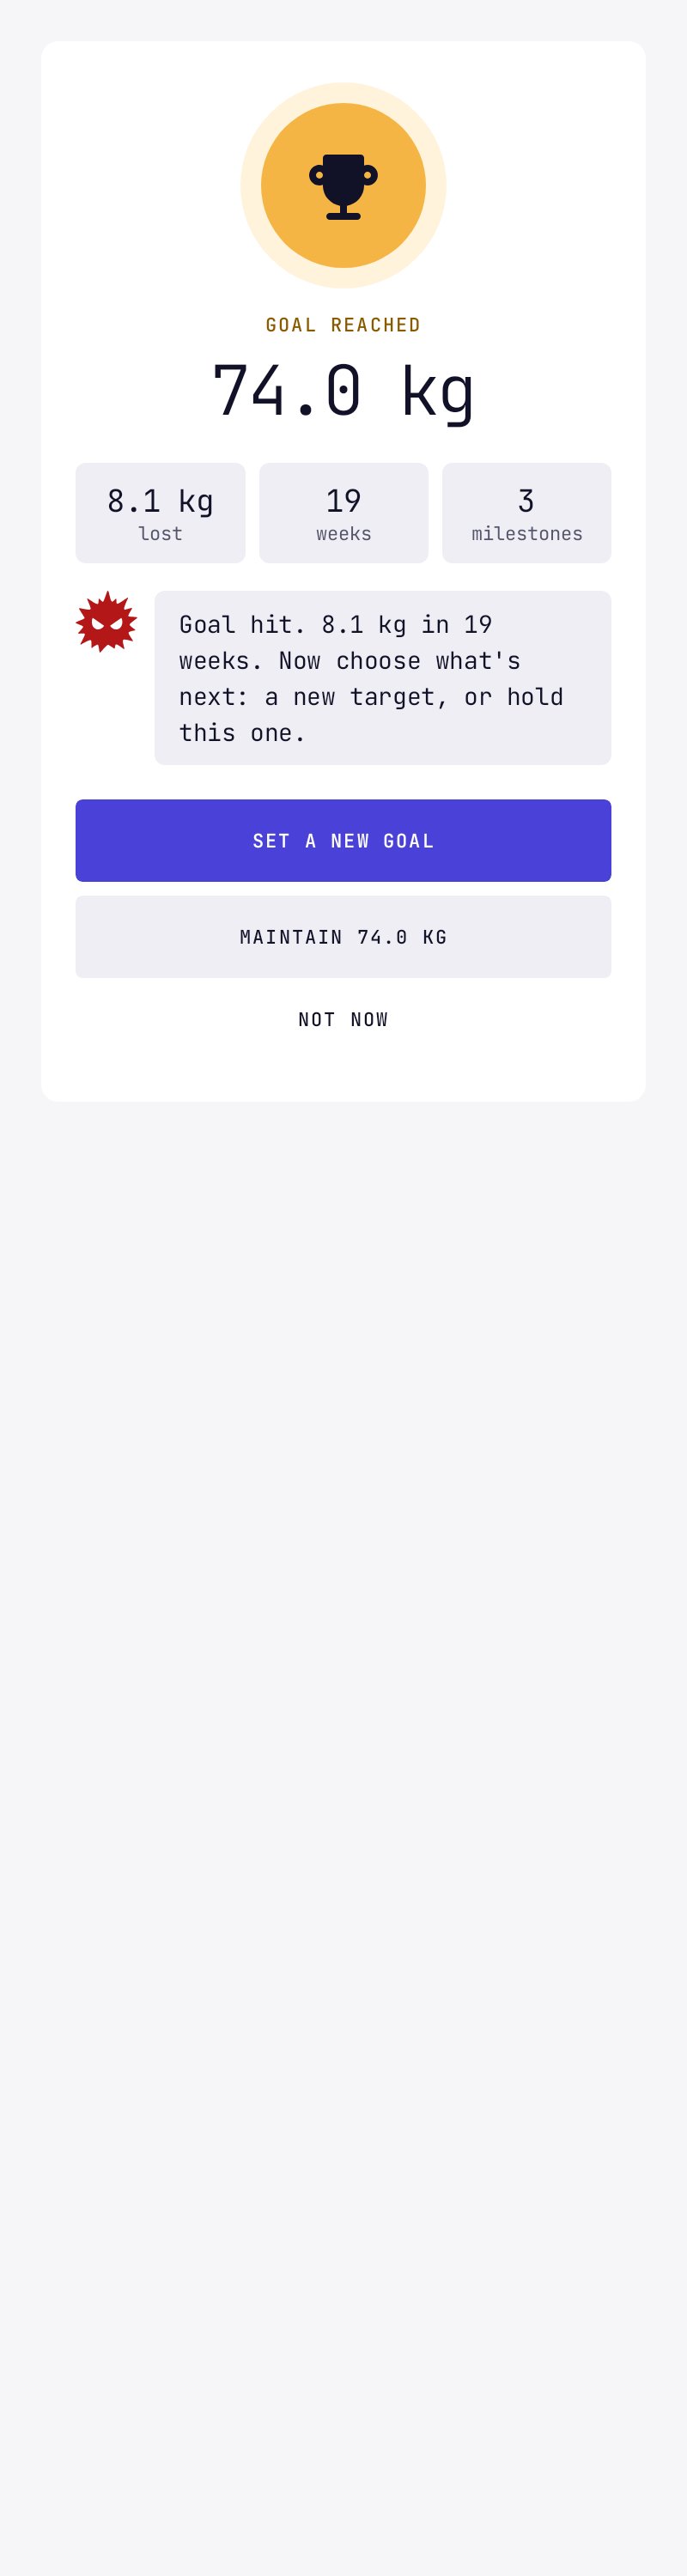 GOAL REACHED
74.0 kg
8.1 kg
lost
19
weeks
3
milestones
Goal hit. 8.1 kg in 19
weeks. Now choose what's
next: a new target, or hold
this one.
SET A NEW GOAL
MAINTAIN 74.0 KG
NOT NOW